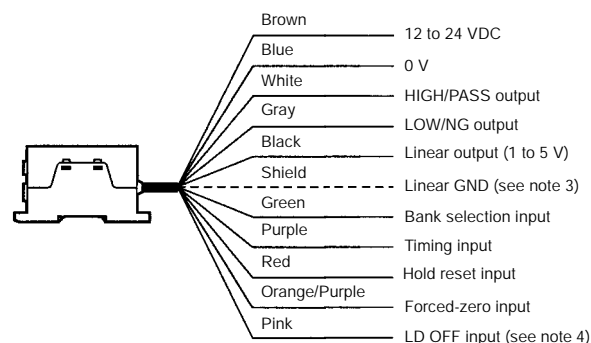 Brown
12 to 24 VDC
Blue
0 V
White
HIGH/PASS output
Gray
LOW/NG output
Black
Linear output (1 to 5 V)
Shield
Linear GND (see note 3)
Green
Bank selection input
Purple
Timing input
Red
Hold reset input
Orange/Purple
Forced-zero input
Pink
LD OFF input (see note 4)